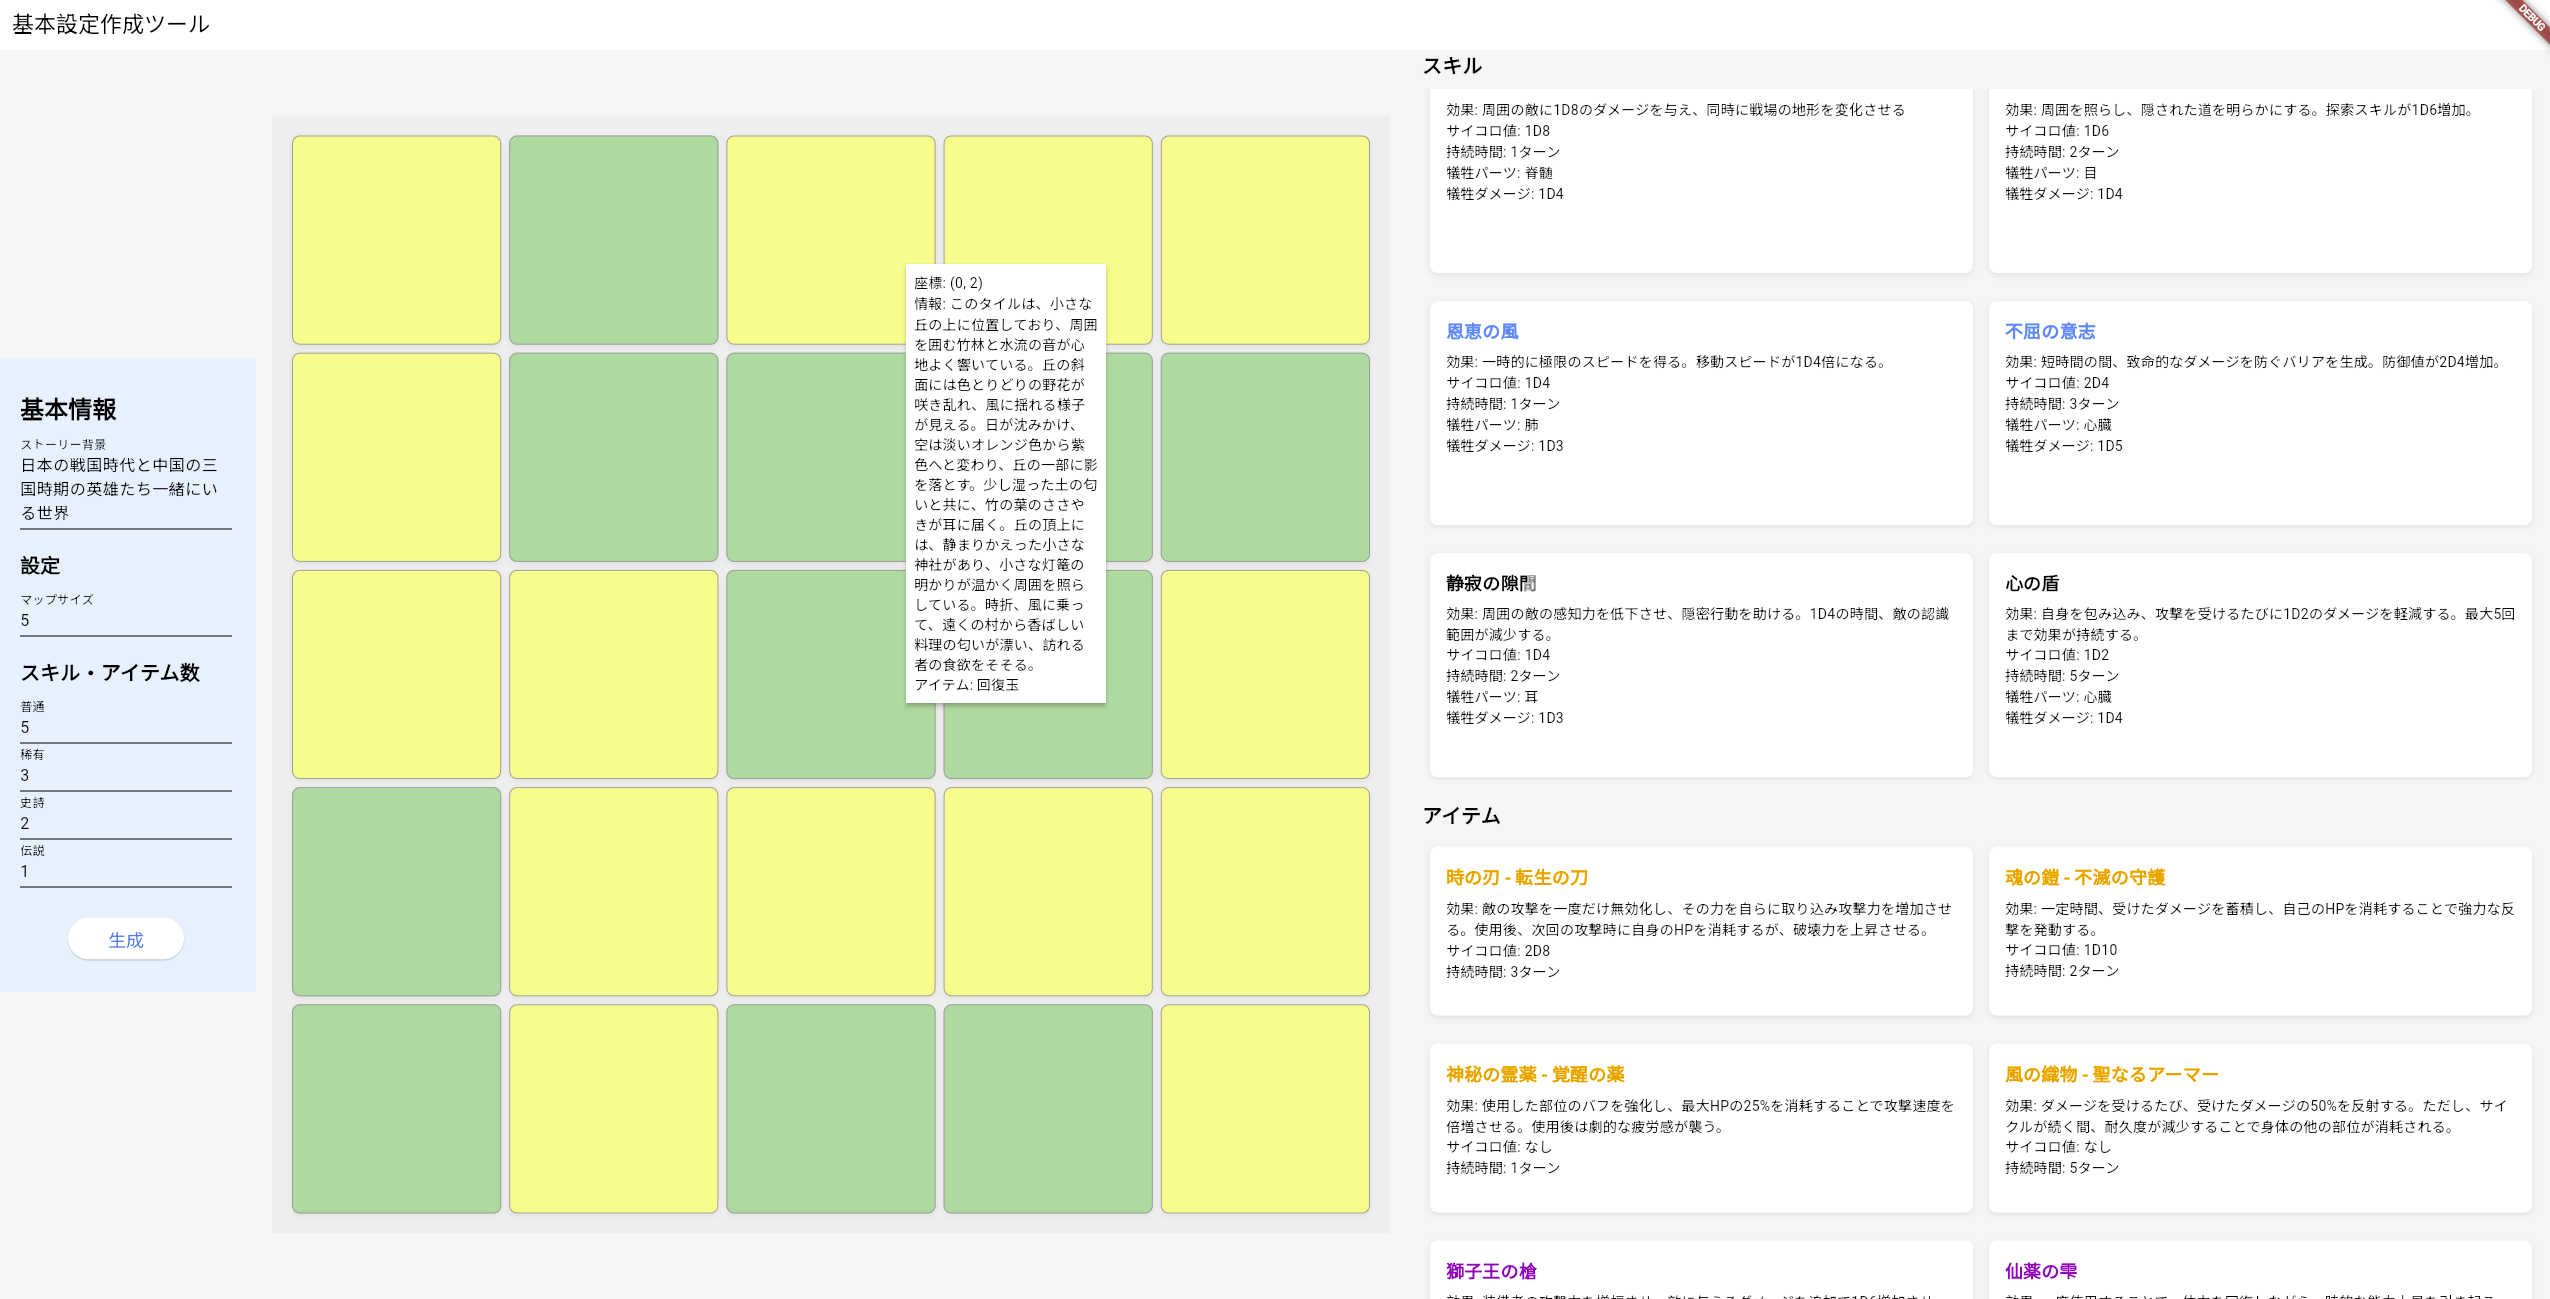 基本設定作成ツール
DEBUG
基本情報
ストーリー背景
日本の戦国時代と中国の三
国時期の英雄たち一緒にい
る世界
設定
マップサイズ
5
スキル・アイテム数
普通
5
稀有
3
史詩
2
伝説
1
生成
座標: (0, 2)
情報: このタイルは、小さな
丘の上に位置しており、周囲
を囲む竹林と水流の音が心
地よく響いている。丘の斜
面には色とりどりの野花が
咲き乱れ、風に揺れる様子
が見える。日が沈みかけ、
空は淡いオレンジ色から紫
色へと変わり、丘の一部に影
を落とす。少し湿った土の匂
いと共に、竹の葉のささや
きが耳に届く。丘の頂上に
は、静まりかえった小さな
神社があり、小さな灯篭の
明かりが温かく周囲を照ら
している。時折、風に乗っ
て、遠くの村から香ばしい
料理の匂いが漂い、訪れる
者の食欲をそそる。
アイテム: 回復玉
スキル
効果: 周囲の敵に1D8のダメージを与え、同時に戦場の地形を変化させる
サイコロ値: 1D8
持続時間: 1ターン
犠牲パーツ: 脊髄
犠牲ダメージ: 1D4
効果: 周囲を照らし、隠された道を明らかにする。探索スキルが1D6増加。
サイコロ値: 1D6
持続時間: 2ターン
犠牲パーツ: 目
犠牲ダメージ: 1D4
恩恵の風
効果: 一時的に極限のスピードを得る。移動スピードが1D4倍になる。
サイコロ値: 1D4
持続時間: 1ターン
犠牲パーツ: 肺
犠牲ダメージ: 1D3
不屈の意志
効果: 短時間の間、致命的なダメージを防ぐバリアを生成。防御値が2D4増加。
サイコロ値: 2D4
持続時間: 3ターン
犠牲パーツ: 心臓
犠牲ダメージ: 1D5
静寂の隙間
効果: 周囲の敵の感知力を低下させ、隠密行動を助ける。1D4の時間、敵の認識
範囲が減少する。
サイコロ値: 1D4
持続時間: 2ターン
犠牲パーツ: 耳
犠牲ダメージ: 1D3
心の盾
効果: 自身を包み込み、攻撃を受けるたびに1D2のダメージを軽減する。最大5回
まで効果が持続する。
サイコロ値: 1D2
持続時間: 5ターン
犠牲パーツ: 心臓
犠牲ダメージ: 1D4
アイテム
時の刃 - 転生の刀
効果: 敵の攻撃を一度だけ無効化し、その力を自らに取り込み攻撃力を増加させ
る。使用後、次回の攻撃時に自身のHPを消耗するが、破壊力を上昇させる。
サイコロ値: 2D8
持続時間: 3ターン
魂の鎧 - 不滅の守護
効果: 一定時間、受けたダメージを蓄積し、自己のHPを消耗することで強力な反
撃を発動する。
サイコロ値: 1D10
持続時間: 2ターン
神秘の霊薬 - 覚醒の薬
効果: 使用した部位のバフを強化し、最大HPの25%を消耗することで攻撃速度を
倍増させる。使用後は劇的な疲労感が襲う。
サイコロ値: なし
持続時間: 1ターン
風の織物 - 聖なるアーマー
効果: ダメージを受けるたび、受けたダメージの50%を反射する。ただし、サイ
クルが続く間、耐久度が減少することで身体の他の部位が消耗される。
サイコロ値: なし
持続時間: 5ターン
獅子王の槍
仙薬の雫